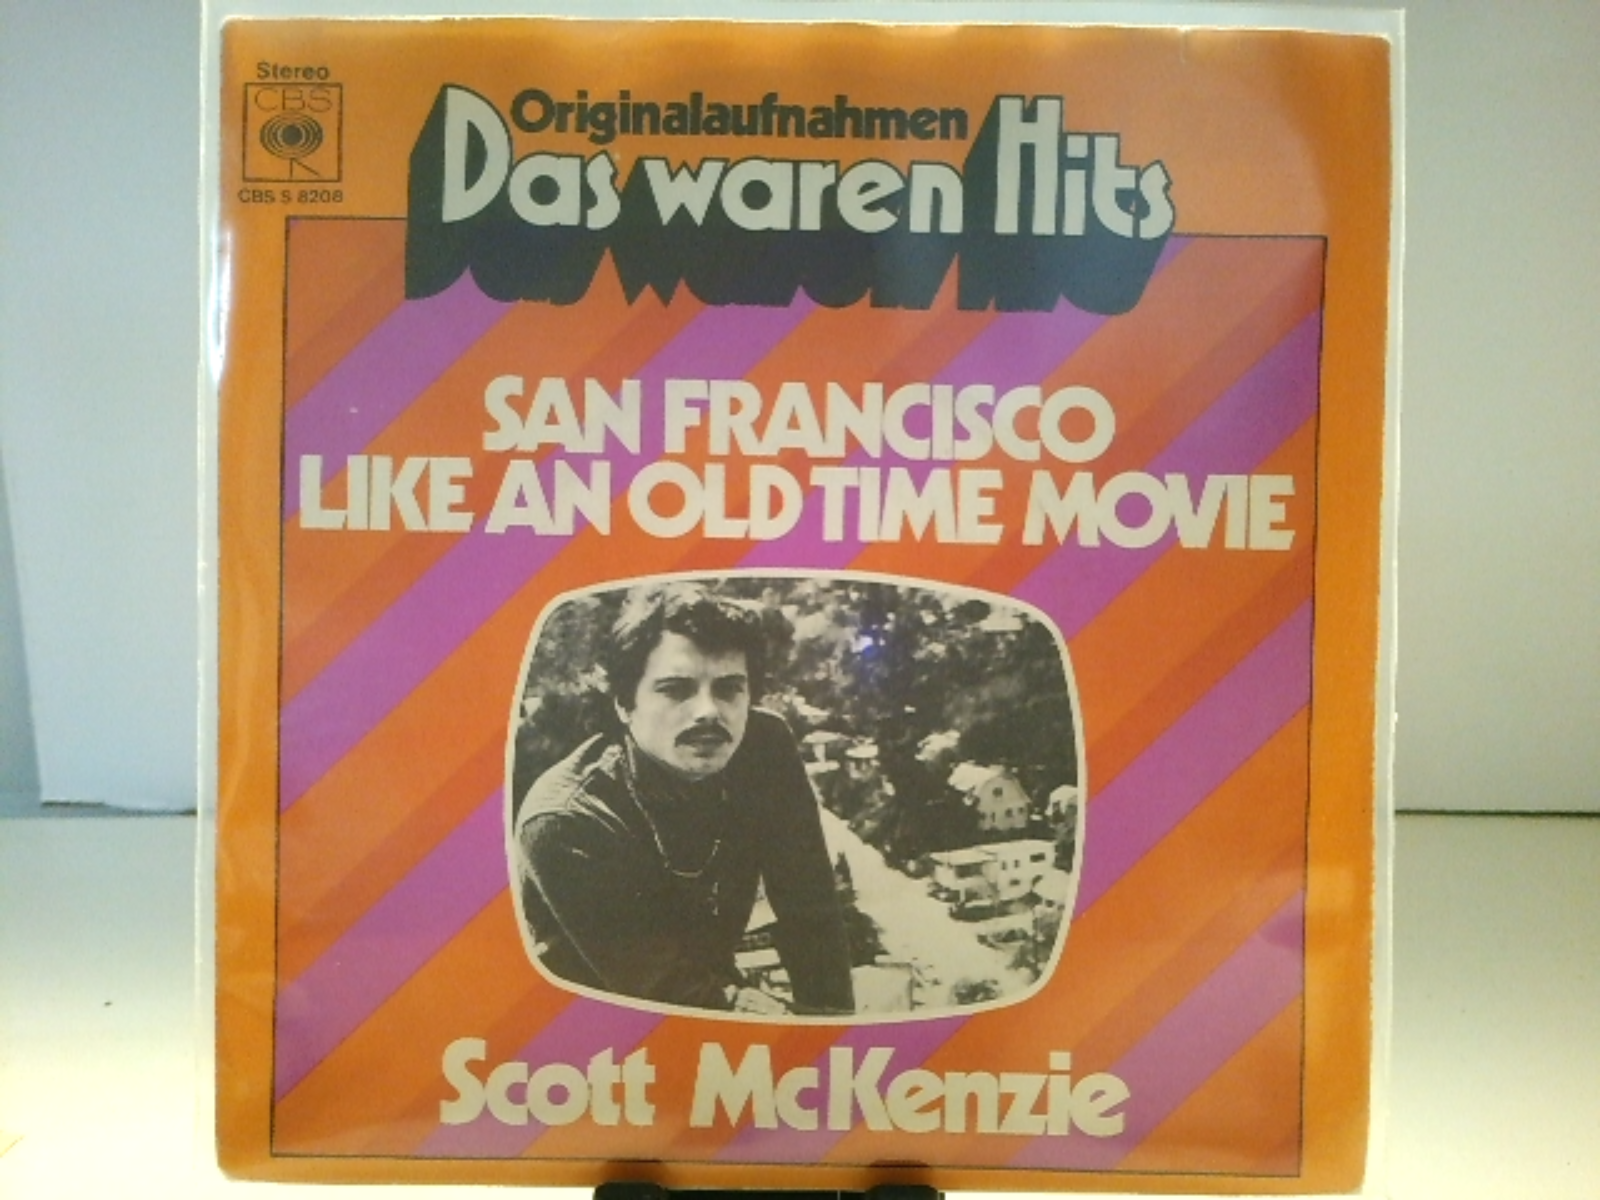 Stereo
CBS
CBS S 8208
Originalaufnahmen
Das waren Hits
SAN FRANCISCO
LIKE AN OLD TIME MOVIE
Scott McKenzie